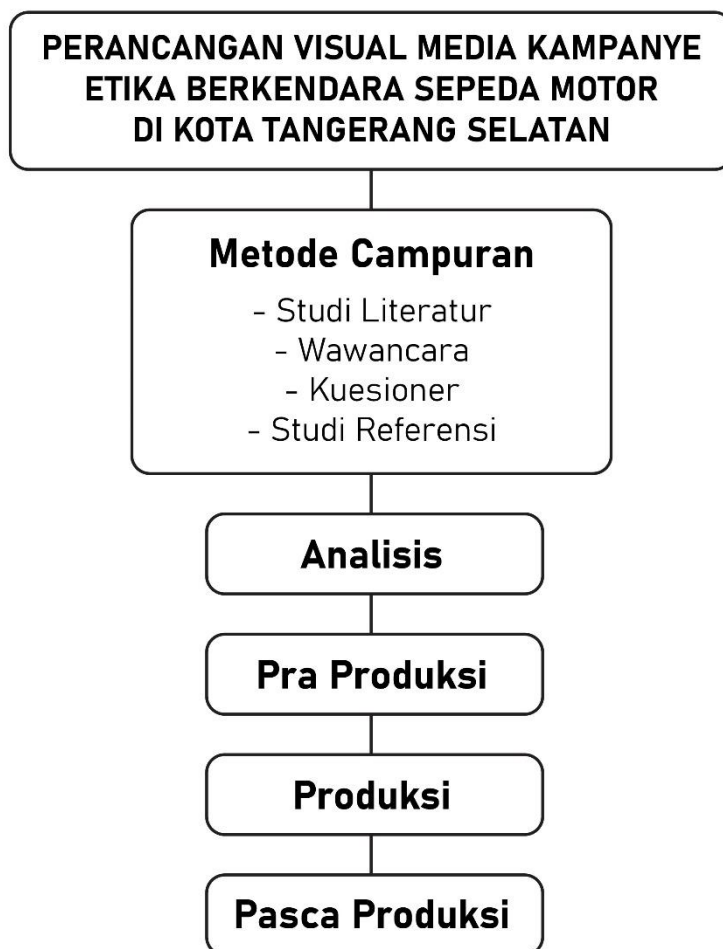 PERANCANGAN VISUAL MEDIA KAMPANYE
ETIKA BERKENDARA SEPEDA MOTOR
DI KOTA TANGERANG SELATAN
Metode Campuran
- Studi Literatur
- Wawancara
- Kuesioner
- Studi Referensi
Analisis
Pra Produksi
Produksi
Pasca Produksi